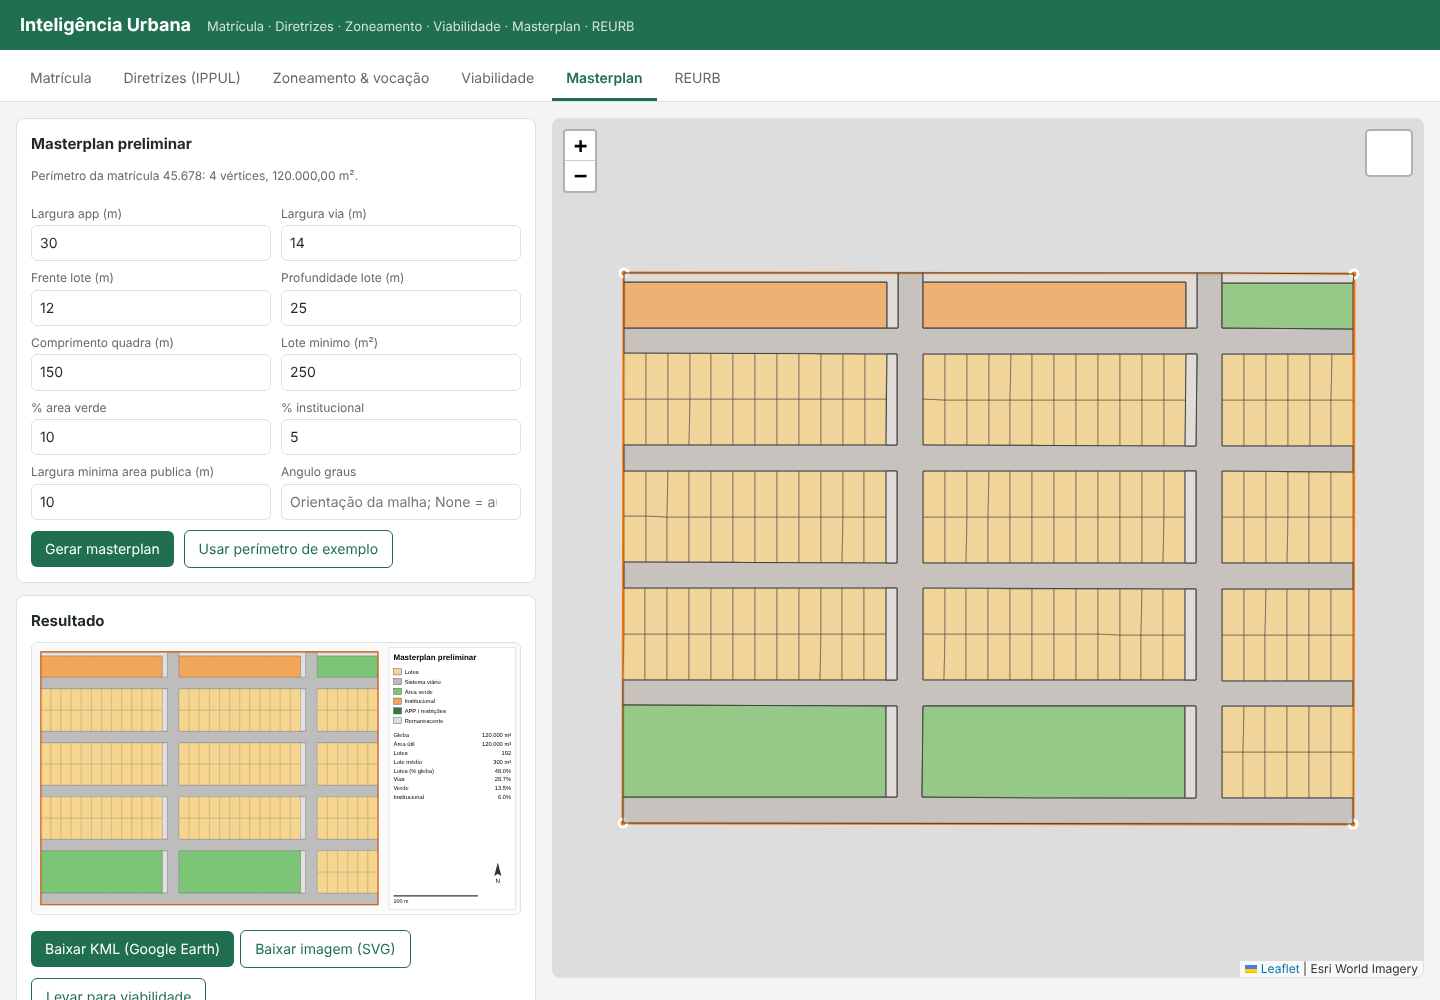 Inteligência Urbana Matrícula · Diretrizes · Zoneamento · Viabilidade · Masterplan · REURB
Matrícula Diretrizes (IPPUL) Zoneamento & vocação Viabilidade Masterplan REURB
Masterplan preliminar
Perímetro da matrícula 45.678: 4 vértices, 120.000,00 m².
Largura app (m) Largura via (m)
30 14
Frente lote (m) Profundidade lote (m)
12 25
Comprimento quadra (m) Lote minimo (m²)
150 250
% area verde % institucional
10 5
Largura minima area publica (m) Angulo graus
10 Orientação da malha; None = au
Gerar masterplan Usar perímetro de exemplo
Resultado
Masterplan preliminar
Lotes
Sistema viário
Área verde
Institucional
APP / restrições
Remanescente
Gleba 120.000 m²
Área útil 120.000 m²
Lotes 192
Lote médio 300 m²
Lotes (% gleba) 48.0%
Vias 28.7%
Verde 13.5%
Institucional 6.0%
N
100 m
Baixar KML (Google Earth) Baixar imagem (SVG)
Levar para viabilidade
+
−
Leaflet | Esri World Imagery